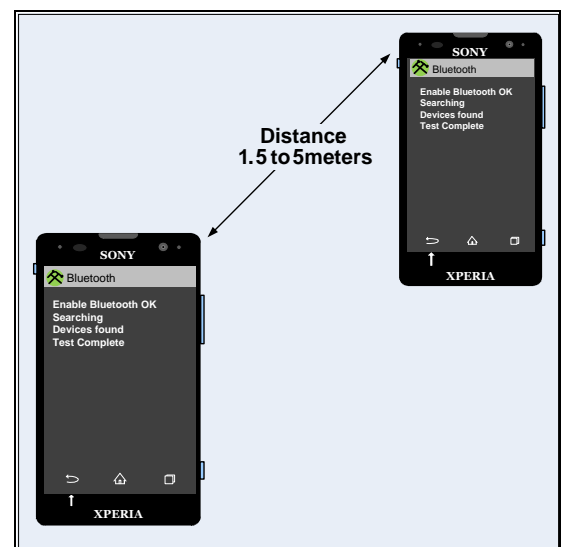 SONY
Bluetooth
Enable Bluetooth OK
Searching
Devices found
Test Complete
XPERIA
Distance
1.5 to 5meters
SONY
Bluetooth
Enable Bluetooth OK
Searching
Devices found
Test Complete
XPERIA